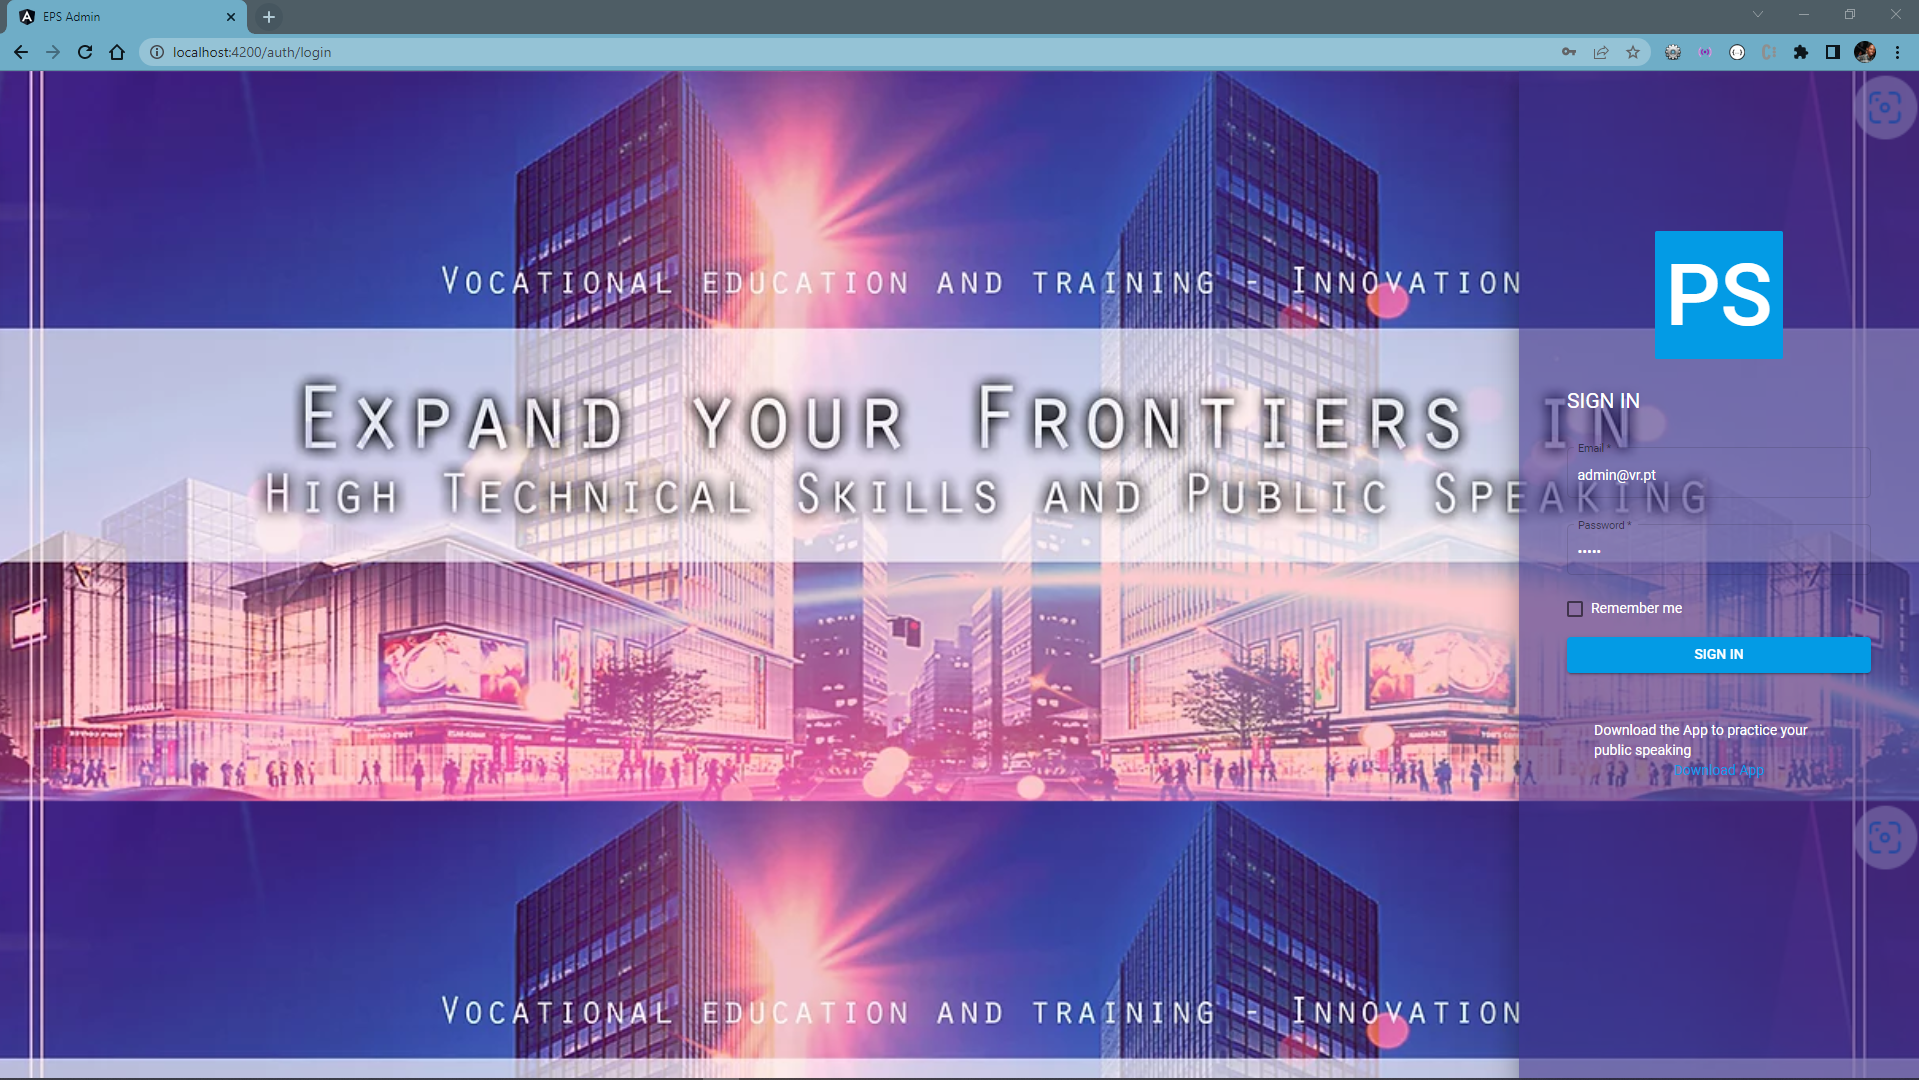 EPS Admin
localhost:4200/auth/login
Vocational education and training - Innovation
PS
Expand your Frontiers in
High Technical Skills and Public Speaking
SIGN IN
Email *
admin@vr.pt
Password *
•••••
Remember me
SIGN IN
Download the App to practice your
public speaking
Download App
Vocational education and training - Innovation